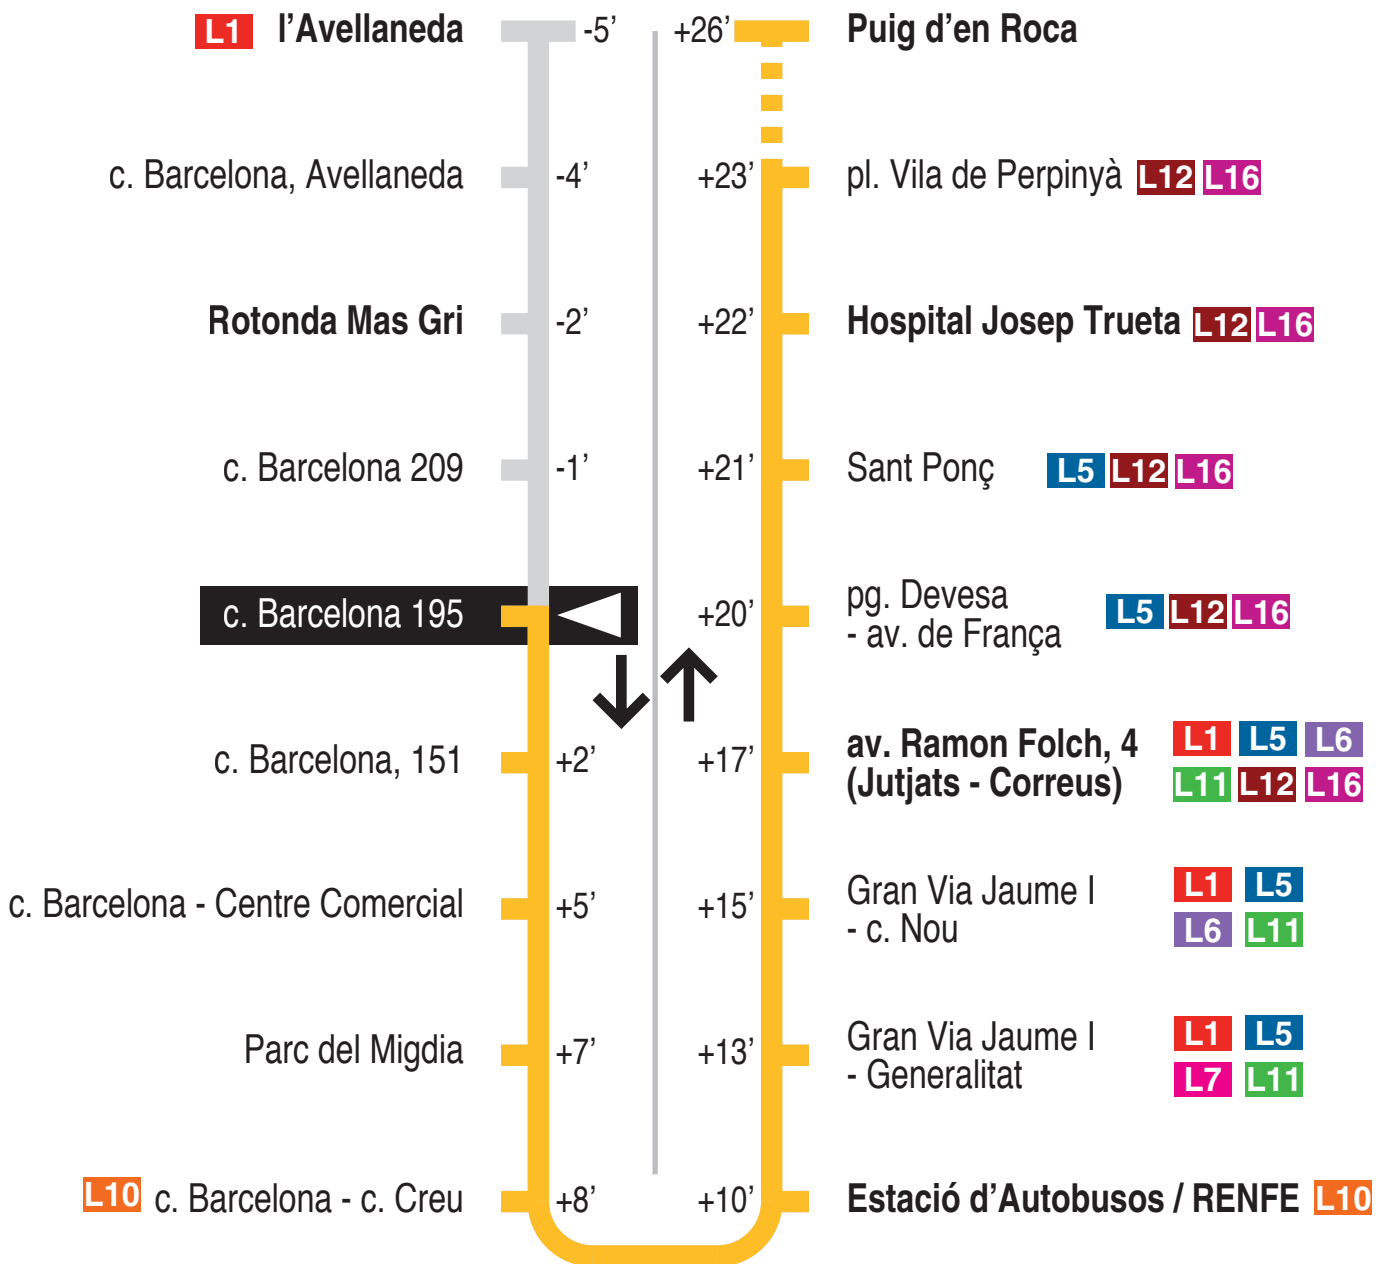 L1 l’Avellaneda -5’
c. Barcelona, Avellaneda -4’
Rotonda Mas Gri -2’
c. Barcelona 209 -1’
c. Barcelona 195
c. Barcelona, 151 +2’
c. Barcelona - Centre Comercial +5’
Parc del Migdia +7’
L10 c. Barcelona - c. Creu +8’
+26’ Puig d’en Roca
+23’ pl. Vila de Perpinyà L12 L16
+22’ Hospital Josep Trueta L12 L16
+21’ Sant Ponç L5 L12 L16
+20’ pg. Devesa
- av. de França L5 L12 L16
+17’ av. Ramon Folch, 4 L1 L5 L6
(Jutjats - Correus) L11 L12 L16
+15’ Gran Via Jaume I L1 L5
- c. Nou L6 L11
+13’ Gran Via Jaume I L1 L5
- Generalitat L7 L11
+10’ Estació d’Autobusos / RENFE L10